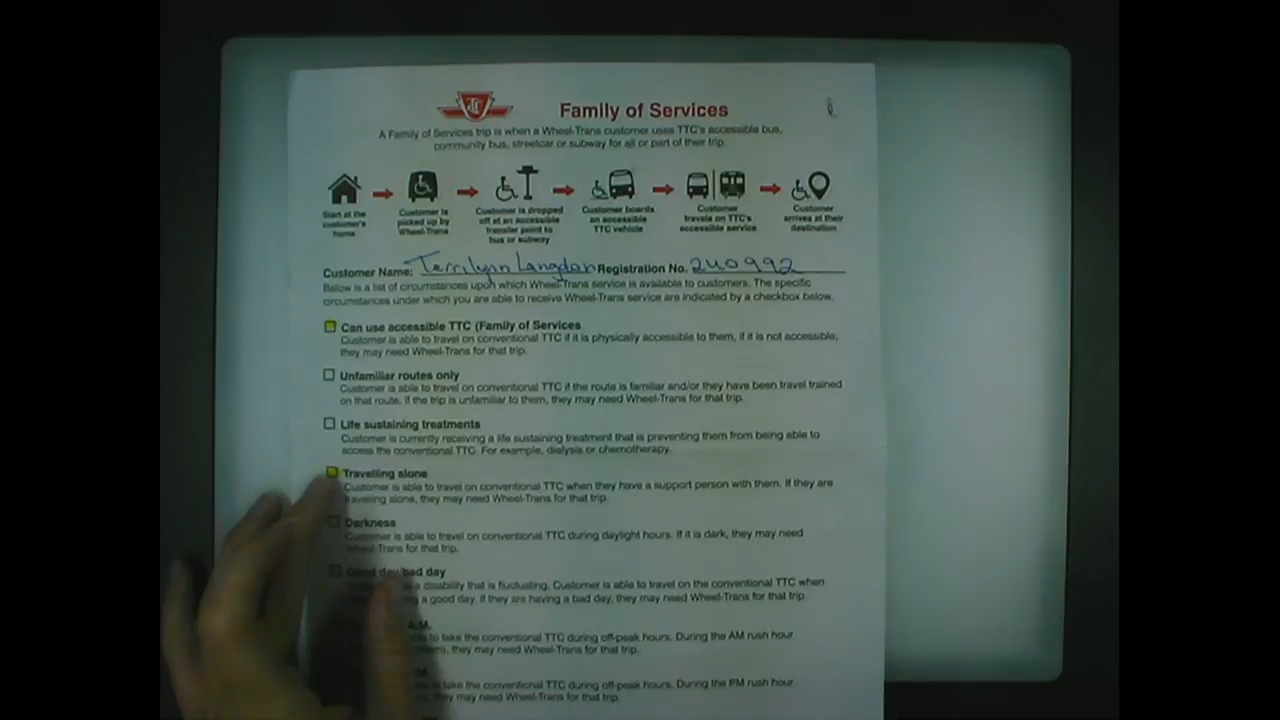 TTC Family of Services
A Family of Services trip is when a Wheel-Trans customer uses TTC's accessible bus,
community bus, streetcar or subway for all or part of their trip.
Start at the customer's home
Customer is picked up by Wheel-Trans
Customer is dropped off at an accessible transfer point to bus or subway
Customer boards an accessible TTC vehicle
Customer travels on TTC's accessible service
Customer arrives at their destination
Customer Name: Terrilynn Langdon Registration No. 240992
Below is a list of circumstances upon which Wheel-Trans service is available to customers. The specific
circumstances under which you are able to receive Wheel-Trans service are indicated by a checkbox below.
Can use accessible TTC (Family of Services
Customer is able to travel on conventional TTC if it is physically accessible to them, if it is not accessible,
they may need Wheel-Trans for that trip.
Unfamiliar routes only
Customer is able to travel on conventional TTC if the route is familiar and/or they have been travel trained
on that route. If the trip is unfamiliar to them, they may need Wheel-Trans for that trip.
Life sustaining treatments
Customer is currently receiving a life sustaining treatment that is preventing them from being able to
access the conventional TTC. For example, dialysis or chemotherapy.
Travelling alone
Customer is able to travel on conventional TTC when they have a support person with them. If they are
travelling alone, they may need Wheel-Trans for that trip.
Darkness
Customer is able to travel on conventional TTC during daylight hours. If it is dark, they may need
Wheel-Trans for that trip.
Good day/bad day
a disability that is fluctuating. Customer is able to travel on the conventional TTC when
a good day. If they are having a bad day, they may need Wheel-Trans for that trip.
A.M.
to take the conventional TTC during off-peak hours. During the AM rush hour
they may need Wheel-Trans for that trip.
to take the conventional TTC during off-peak hours. During the PM rush hour
they may need Wheel-Trans for that trip.